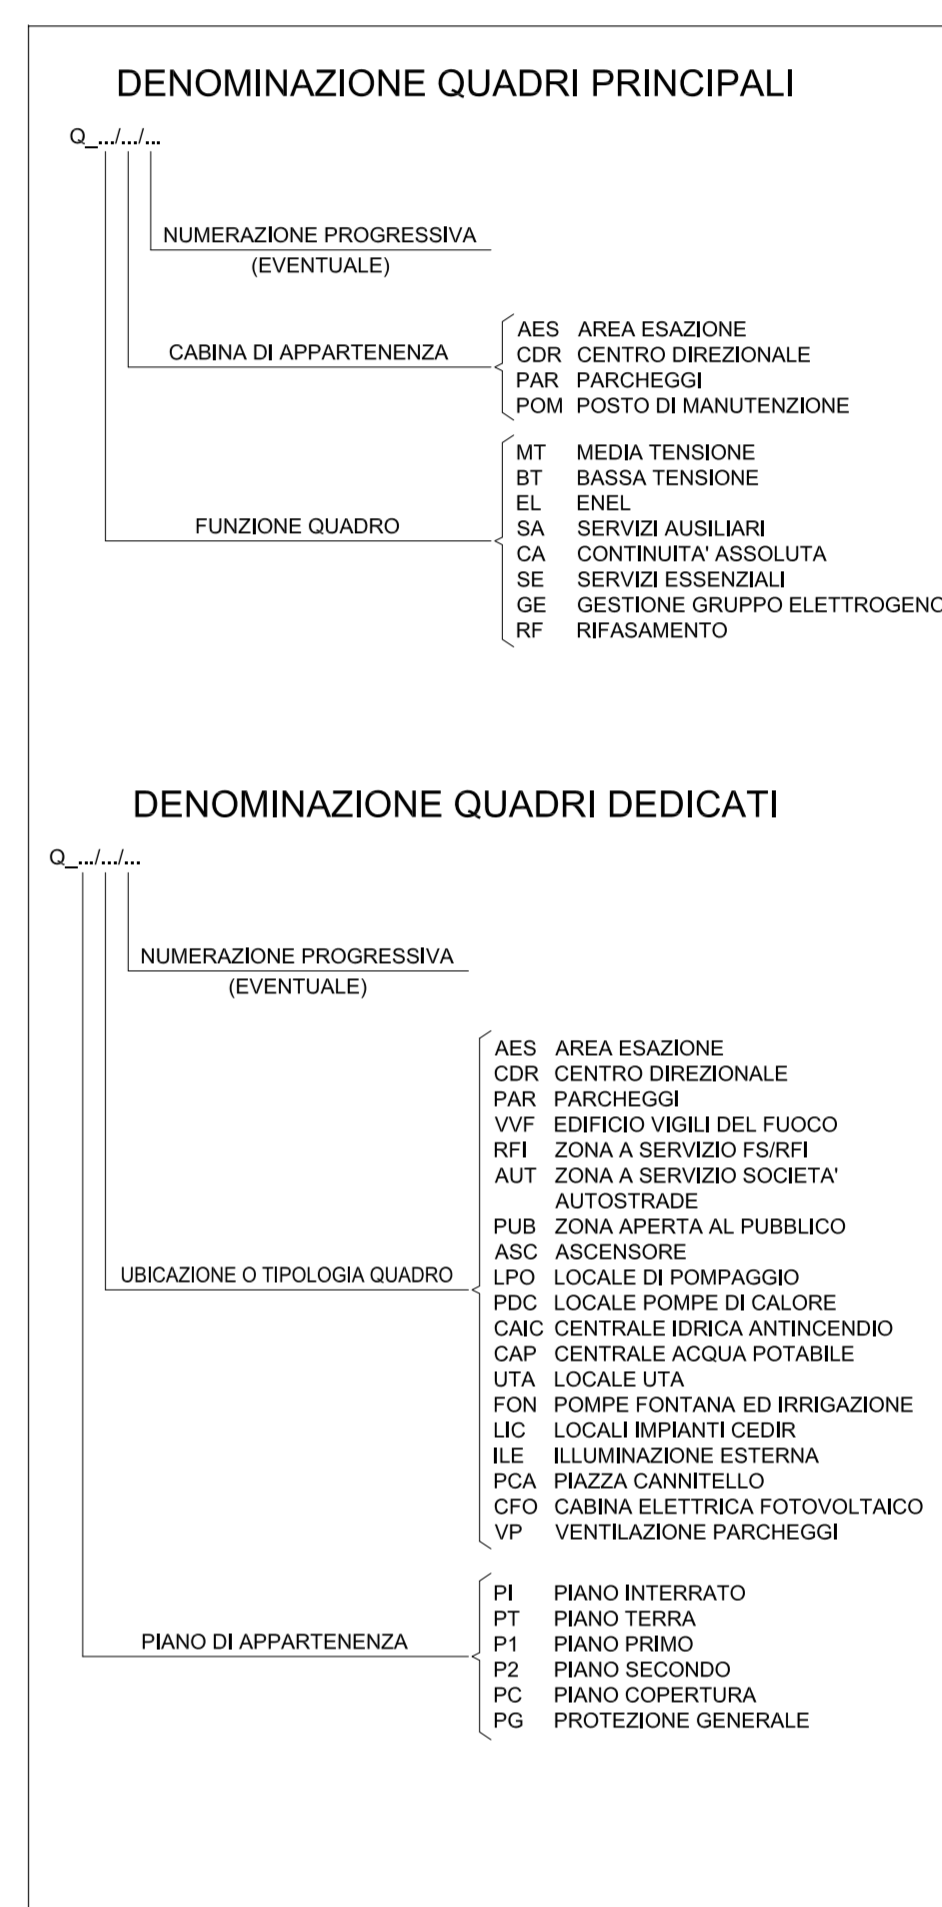 DENOMINAZIONE QUADRI PRINCIPALI
Q_.../.../...
NUMERAZIONE PROGRESSIVA
(EVENTUALE)
CABINA DI APPARTENENZA
AES AREA ESAZIONE
CDR CENTRO DIREZIONALE
PAR PARCHEGGI
POM POSTO DI MANUTENZIONE
FUNZIONE QUADRO
MT MEDIA TENSIONE
BT BASSA TENSIONE
EL ENEL
SA SERVIZI AUSILIARI
CA CONTINUITA' ASSOLUTA
SE SERVIZI ESSENZIALI
GE GESTIONE GRUPPO ELETTROGENO
RF RIFASAMENTO
DENOMINAZIONE QUADRI DEDICATI
Q_.../.../...
NUMERAZIONE PROGRESSIVA
(EVENTUALE)
UBICAZIONE O TIPOLOGIA QUADRO
AES AREA ESAZIONE
CDR CENTRO DIREZIONALE
PAR PARCHEGGI
VVF EDIFICIO VIGILI DEL FUOCO
RFI ZONA A SERVIZIO FS/RFI
AUT ZONA A SERVIZIO SOCIETA'
AUTOSTRADE
PUB ZONA APERTA AL PUBBLICO
ASC ASCENSORE
LPO LOCALE DI POMPAGGIO
PDC LOCALE POMPE DI CALORE
CAIC CENTRALE IDRICA ANTINCENDIO
CAP CENTRALE ACQUA POTABILE
UTA LOCALE UTA
FON POMPE FONTANA ED IRRIGAZIONE
LIC LOCALI IMPIANTI CEDIR
ILE ILLUMINAZIONE ESTERNA
PCA PIAZZA CANNITELLO
CFO CABINA ELETTRICA FOTOVOLTAICO
VP VENTILAZIONE PARCHEGGI
PIANO DI APPARTENENZA
PI PIANO INTERRATO
PT PIANO TERRA
P1 PIANO PRIMO
P2 PIANO SECONDO
PC PIANO COPERTURA
PG PROTEZIONE GENERALE